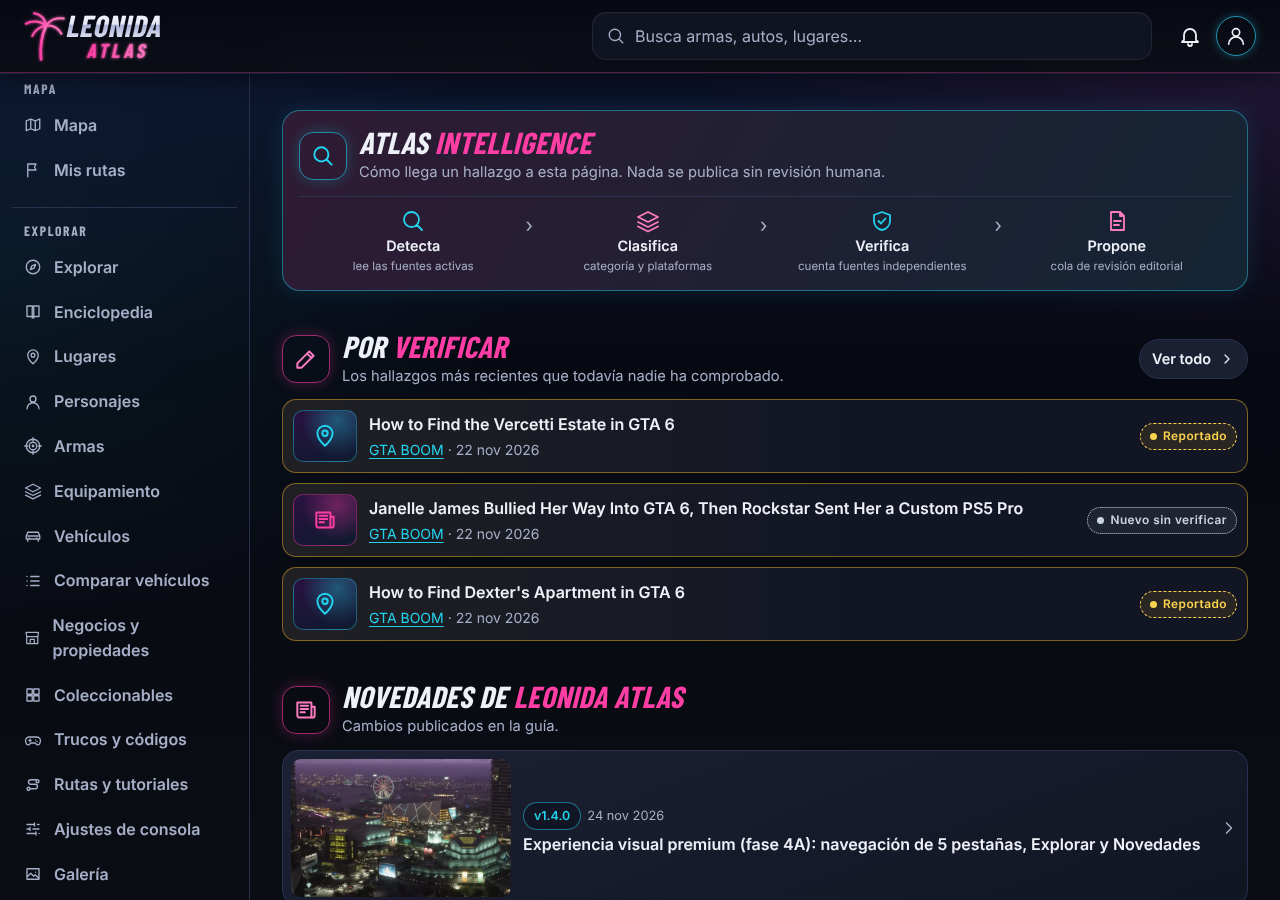 LEONIDA
ATLAS
Busca armas, autos, lugares...
MAPA
Mapa
Mis rutas
EXPLORAR
Explorar
Enciclopedia
Lugares
Personajes
Armas
Equipamiento
Vehículos
Comparar vehículos
Negocios y
propiedades
Coleccionables
Trucos y códigos
Rutas y tutoriales
Ajustes de consola
Galería
ATLAS INTELLIGENCE
Cómo llega un hallazgo a esta página. Nada se publica sin revisión humana.
Detecta
lee las fuentes activas
Clasifica
categoría y plataformas
Verifica
cuenta fuentes independientes
Propone
cola de revisión editorial
POR VERIFICAR
Los hallazgos más recientes que todavía nadie ha comprobado.
Ver todo
How to Find the Vercetti Estate in GTA 6
GTA BOOM · 22 nov 2026
Reportado
Janelle James Bullied Her Way Into GTA 6, Then Rockstar Sent Her a Custom PS5 Pro
GTA BOOM · 22 nov 2026
Nuevo sin verificar
How to Find Dexter's Apartment in GTA 6
GTA BOOM · 22 nov 2026
Reportado
NOVEDADES DE LEONIDA ATLAS
Cambios publicados en la guía.
v1.4.0 24 nov 2026
Experiencia visual premium (fase 4A): navegación de 5 pestañas, Explorar y Novedades